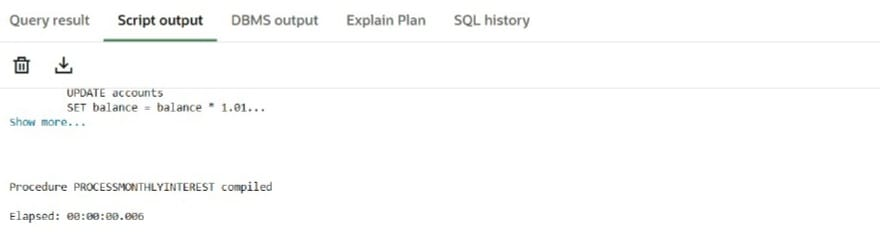 Query result Script output DBMS output Explain Plan SQL history
UPDATE accounts
SET balance = balance * 1.01...
Show more...
Procedure PROCESSMONTHLYINTEREST compiled
Elapsed: 00:00:00.006